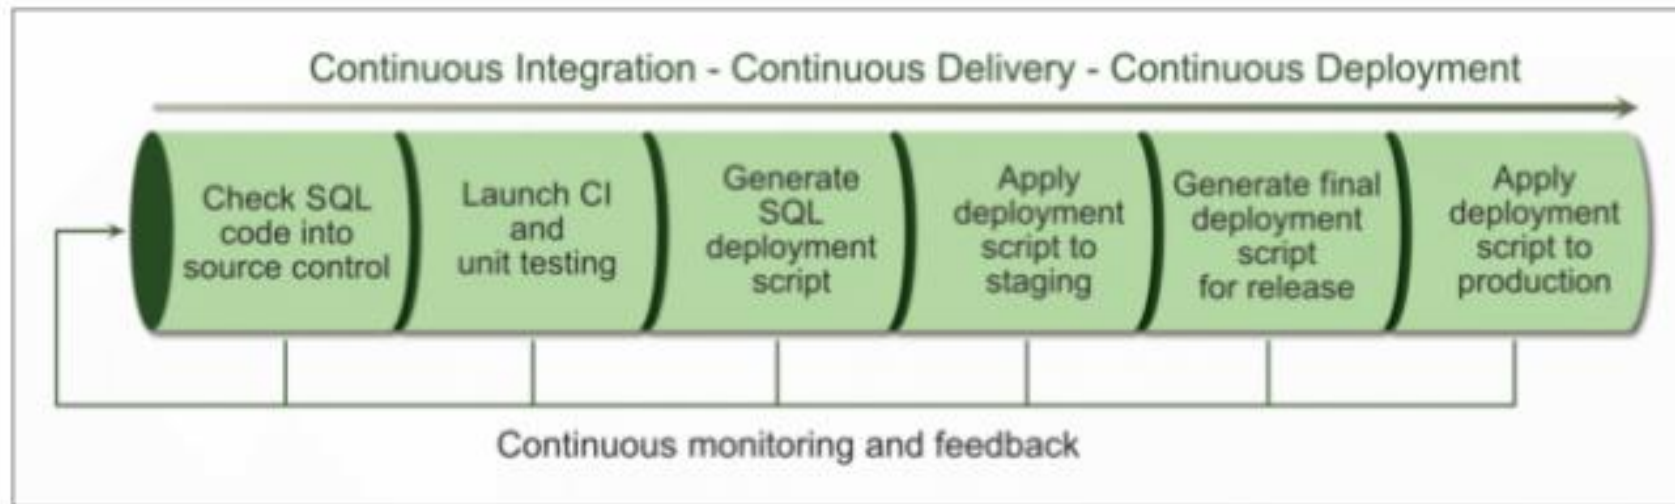 Continuous Integration - Continuous Delivery - Continuous Deployment
Check SQL
code into
source control
Launch CI
and
unit testing
Generate
SQL
deployment
script
Apply
deployment
script to
staging
Generate final
deployment
script
for release
Apply
deployment
script to
production
Continuous monitoring and feedback